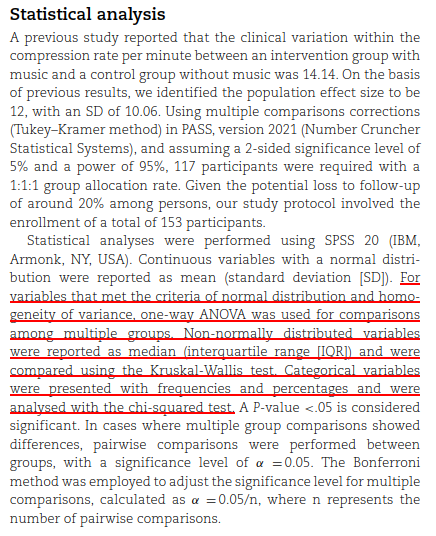 Statistical analysis
A previous study reported that the clinical variation within the
compression rate per minute between an intervention group with
music and a control group without music was 14.14. On the basis
of previous results, we identified the population effect size to be
12, with an SD of 10.06. Using multiple comparisons corrections
(Tukey–Kramer method) in PASS, version 2021 (Number Cruncher
Statistical Systems), and assuming a 2-sided significance level of
5% and a power of 95%, 117 participants were required with a
1:1:1 group allocation rate. Given the potential loss to follow-up
of around 20% among persons, our study protocol involved the
enrollment of a total of 153 participants.
Statistical analyses were performed using SPSS 20 (IBM,
Armonk, NY, USA). Continuous variables with a normal distri-
bution were reported as mean (standard deviation [SD]). For
variables that met the criteria of normal distribution and homo-
geneity of variance, one-way ANOVA was used for comparisons
among multiple groups. Non-normally distributed variables
were reported as median (interquartile range [IQR]) and were
compared using the Kruskal-Wallis test. Categorical variables
were presented with frequencies and percentages and were
analysed with the chi-squared test. A P-value <.05 is considered
significant. In cases where multiple group comparisons showed
differences, pairwise comparisons were performed between
groups, with a significance level of α =0.05. The Bonferroni
method was employed to adjust the significance level for multiple
comparisons, calculated as α =0.05/n, where n represents the
number of pairwise comparisons.